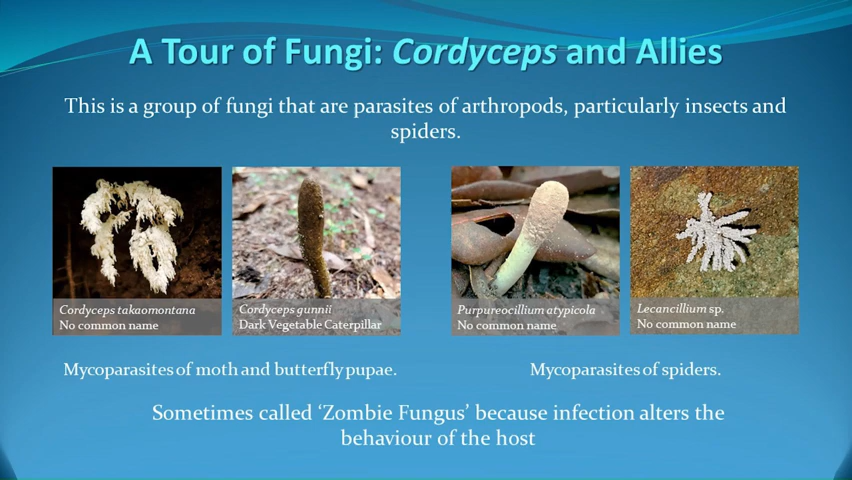 A Tour of Fungi: Cordyceps and Allies
This is a group of fungi that are parasites of arthropods, particularly insects and
spiders.
Cordyceps takaomontana
No common name
Cordyceps gunnii
Dark Vegetable Caterpillar
Purpureocillium atypicola
No common name
Lecancillium sp.
No common name
Mycoparasites of moth and butterfly pupae.
Mycoparasites of spiders.
Sometimes called ‘Zombie Fungus’ because infection alters the
behaviour of the host